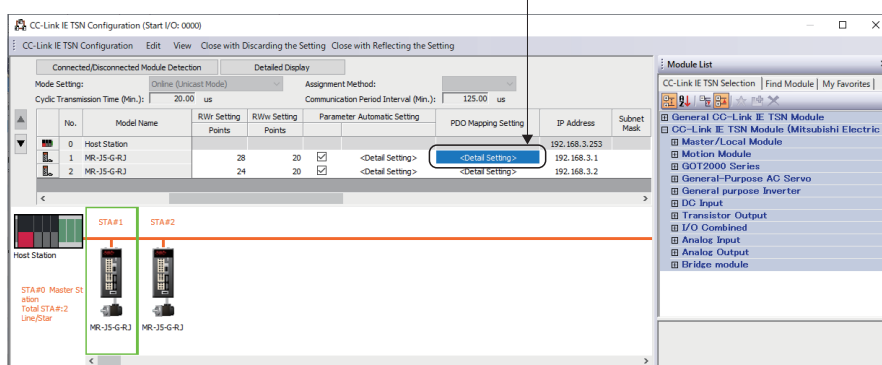 CC-Link IE TSN Configuration (Start I/O: 0000)
CC-Link IE TSN Configuration Edit View Close with Discarding the Setting Close with Reflecting the Setting
Connected/Disconnected Module Detection Detailed Display
Mode Setting: Online (Unicast Mode) Assignment Method:
Cyclic Transmission Time (Min.): 20.00 us Communication Period Interval (Min.): 125.00 us
No. Model Name RWr Setting RWw Setting Parameter Automatic Setting PDO Mapping Setting IP Address Subnet Mask
Points Points
0 Host Station 192.168.3.253
1 MR-J5-G-RJ 28 20 <Detail Setting> <Detail Setting> 192.168.3.1
2 MR-J5-G-RJ 24 20 <Detail Setting> <Detail Setting> 192.168.3.2
STA#1 STA#2
Host Station
STA#0 Master St
ation
Total STA#:2
Line/Star
MR-J5-G-RJ MR-J5-G-RJ
Module List
CC-Link IE TSN Selection Find Module My Favorites
General CC-Link IE TSN Module
CC-Link IE TSN Module (Mitsubishi Electric
Master/Local Module
Motion Module
GOT2000 Series
General-Purpose AC Servo
General purpose Inverter
DC Input
Transistor Output
I/O Combined
Analog Input
Analog Output
Bridge module